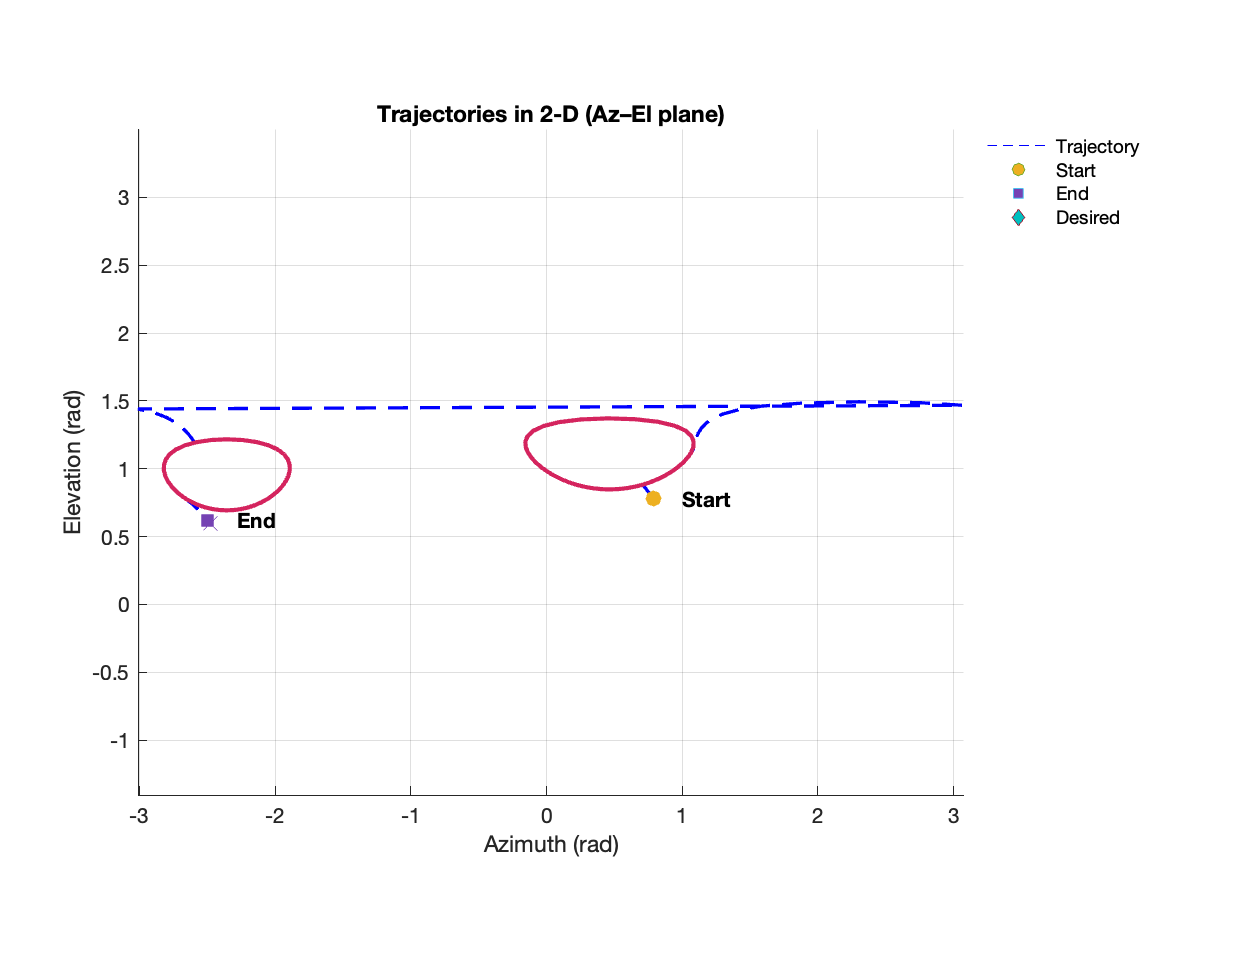 Trajectories in 2-D (Az–El plane)
Trajectory
Start
End
Desired
3
2.5
2
1.5
1
0.5
0
-0.5
-1
Elevation (rad)
Start
End
-3
-2
-1
0
1
2
3
Azimuth (rad)